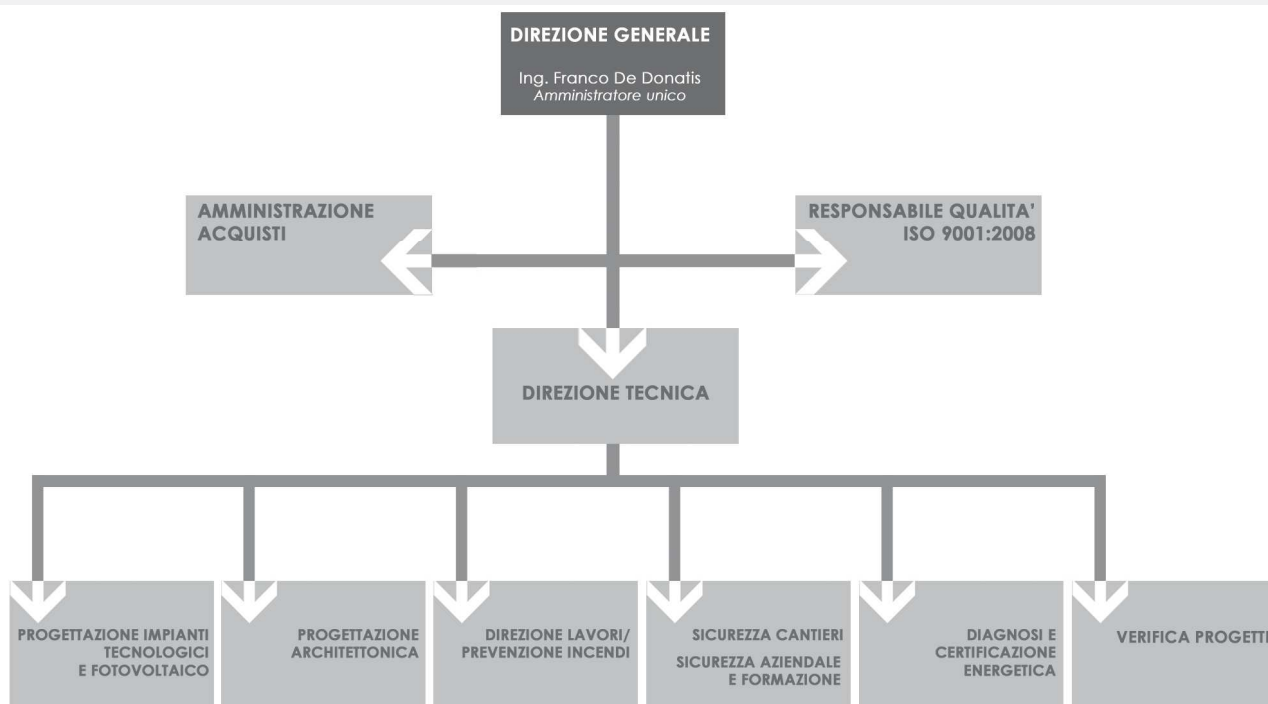 DIREZIONE GENERALE
Ing. Franco De Donatis
Amministratore unico
AMMINISTRAZIONE
ACQUISTI
RESPONSABILE QUALITA'
ISO 9001:2008
DIREZIONE TECNICA
PROGETTAZIONE IMPIANTI
TECNOLOGICI
E FOTOVOLTAICO
PROGETTAZIONE
ARCHITETTONICA
DIREZIONE LAVORI/
PREVENZIONE INCENDI
SICUREZZA CANTIERI
SICUREZZA AZIENDALE
E FORMAZIONE
DIAGNOSI E
CERTIFICAZIONE
ENERGETICA
VERIFICA PROGETTI